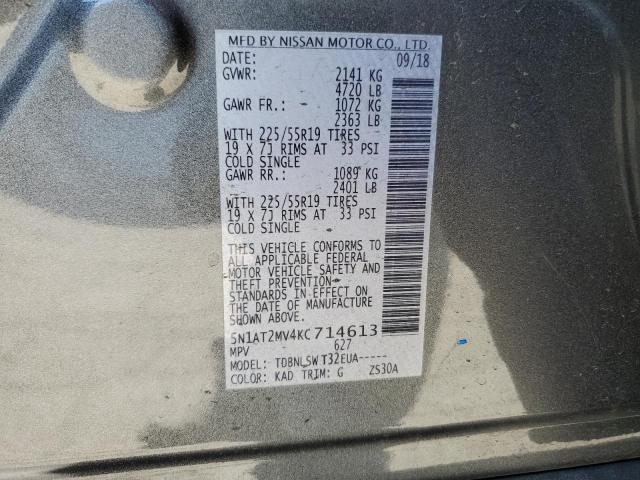 MFD BY NISSAN MOTOR CO., LTD.
DATE: 09/18
GVWR: 2141 KG
4720 LB
GAWR FR.: 1072 KG
2363 LB
WITH 225/55R19 TIRES
19 X 7J RIMS AT 33 PSI
COLD SINGLE
GAWR RR.: 1089 KG
2401 LB
WITH 225/55R19 TIRES
19 X 7J RIMS AT 33 PSI
COLD SINGLE
THIS VEHICLE CONFORMS TO
ALL APPLICABLE FEDERAL
MOTOR VEHICLE SAFETY AND
THEFT PREVENTION
STANDARDS IN EFFECT ON
THE DATE OF MANUFACTURE
SHOWN ABOVE.
5N1AT2MV4KC714613
MPV 627
MODEL: TDBNLSW T32EUA-----
COLOR: KAD TRIM: G ZS30A